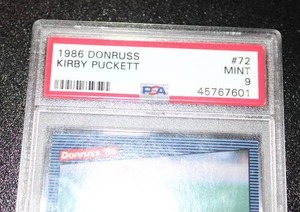 1986 DONRUSS #72
KIRBY PUCKETT MINT
9
PSA 45767601
Donruss '86